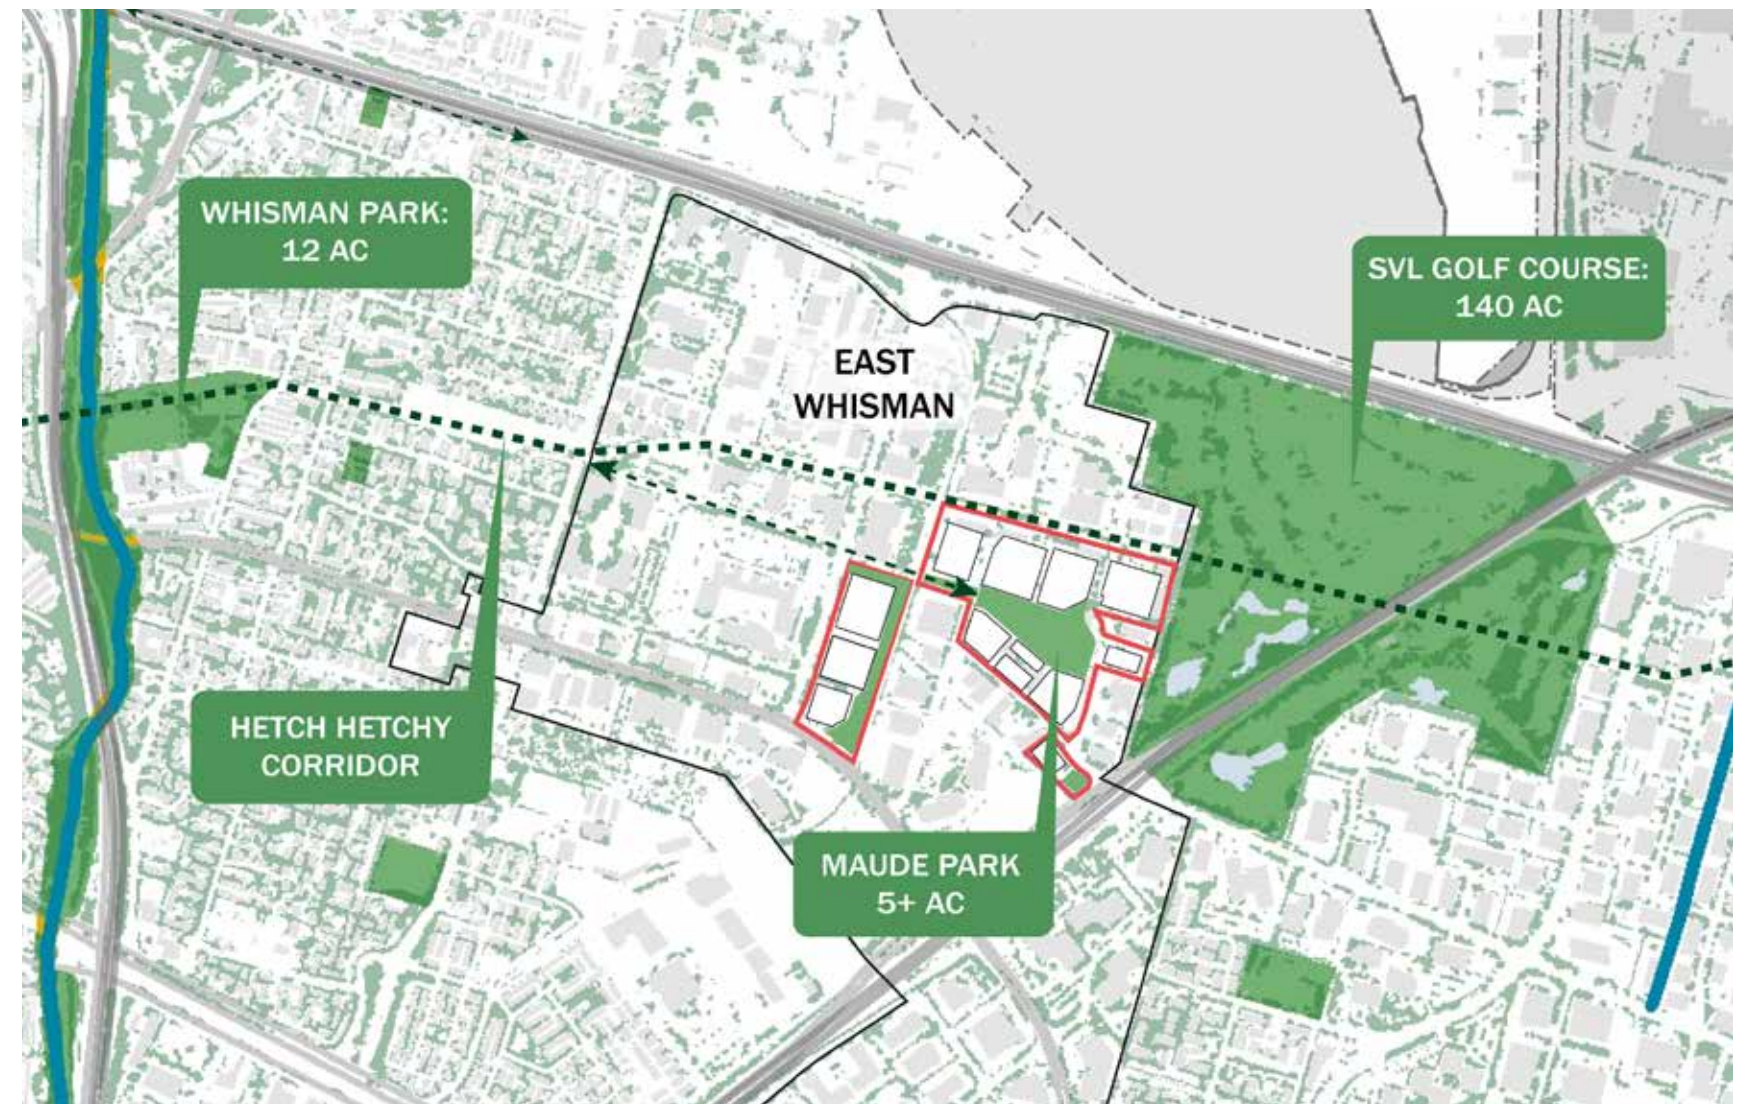 WHISMAN PARK:
12 AC
SVL GOLF COURSE:
140 AC
EAST
WHISMAN
HETCH HETCHY
CORRIDOR
MAUDE PARK
5+ AC